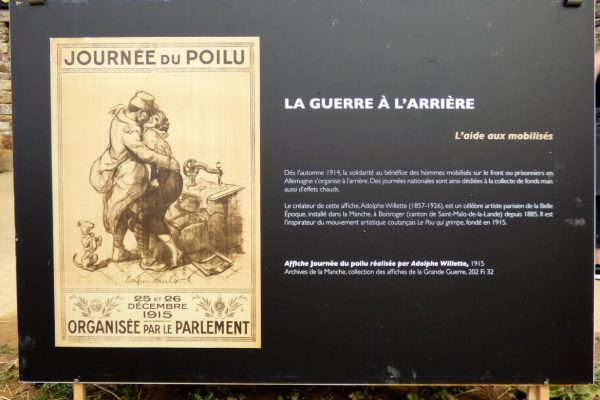 JOURNÉE DU POILU
Enfin seuls..!
25 ET 26
DÉCEMBRE
1915
ORGANISÉE PAR LE PARLEMENT
LA GUERRE À L'ARRIÈRE
L'aide aux mobilisés
Dès l'automne 1914, la solidarité au bénéfice des hommes mobilisés sur le front ou prisonniers en
Allemagne s'organise à l'arrière. Des journées nationales sont ainsi dédiées à la collecte de fonds mais
aussi d'effets chauds.
Le créateur de cette affiche, Adolphe Willette (1857-1926), est un célèbre artiste parisien de la Belle
Époque, installé dans la Manche, à Boisroger (canton de Saint-Malo-de-la-Lande) depuis 1885. Il est
l'inspirateur du mouvement artistique coutançais Le Pou qui grimpe, fondé en 1915.
Affiche Journée du poilu réalisée par Adolphe Willette, 1915
Archives de la Manche, collection des affiches de la Grande Guerre, 202 Fi 32